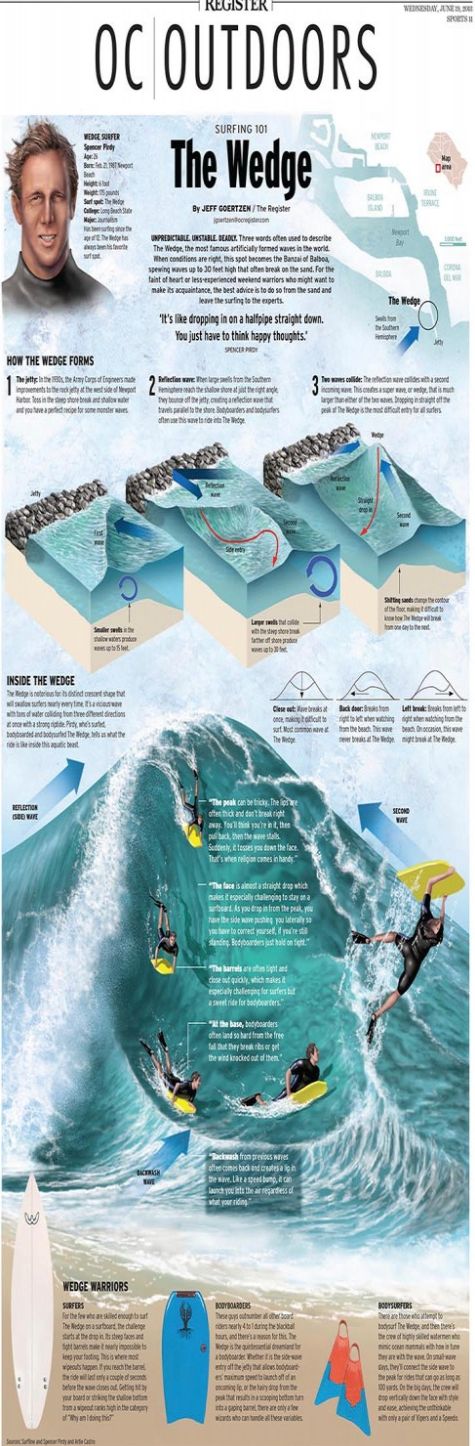 REGISTER
WEDNESDAY, JUNE 19, 2013
SPORTS 11
OC OUTDOORS
WEDGE SURFER
Spencer Pirdy
Age: 26
Born: Feb. 21, 1987, Newport
Beach
Height: 6 foot
Weight: 175 pounds
Surf spot: The Wedge
College: Long Beach State
Major: Journalism
Has been surfing since the
age of 12. The Wedge has
always been his favorite
surf spot.
SURFING 101
The Wedge
By JEFF GOERTZEN / The Register
jgoertzen@ocregister.com
UNPREDICTABLE. UNSTABLE. DEADLY. Three words often used to describe
The Wedge, the most famous artificially formed waves in the world.
When conditions are right, this spot becomes the Banzai of Balboa,
spewing waves up to 30 feet high that often break on the sand. For the
faint of heart or less-experienced weekend warriors who might want to
make its acquaintance, the best advice is to do so from the sand and
leave the surfing to the experts.
'It's like dropping in on a halfpipe straight down.
You just have to think happy thoughts.'
SPENCER PIRDY
NEWPORT
BEACH
Map
area
BALBOA
ISLAND
IRVINE
TERRACE
Newport
Bay
1,000 feet
BALBOA
CORONA
DEL MAR
The Wedge
Swells from
the Southern
Hemisphere
Jetty
HOW THE WEDGE FORMS
1 The jetty: In the 1930s, the Army Corps of Engineers made
improvements to the rock jetty at the west side of Newport
Harbor. Toss in the steep shore break and shallow water
and you have a perfect recipe for some monster waves.
2 Reflection wave: When large swells from the Southern
Hemisphere reach the shallow shore at just the right angle,
they bounce off the jetty, creating a reflection wave that
travels parallel to the shore. Bodyboarders and bodysurfers
often use this wave to ride into The Wedge.
3 Two waves collide: The reflection wave collides with a second
incoming wave. This creates a super wave, or wedge, that is much
larger than either of the two waves. Dropping in straight off the
peak of The Wedge is the most difficult entry for all surfers.
Jetty
First
wave
Smaller swells in the
shallow waters produce
waves up to 15 feet.
Reflection
wave
Second
wave
Side entry
Larger swells that collide
with the steep shore break
farther off shore produce
waves up to 30 feet.
Wedge
Reflection
wave
Straight
drop in
Second
wave
Shifting sands change the contour
of the floor, making it difficult to
know how The Wedge will break
from one day to the next.
INSIDE THE WEDGE
The Wedge is notorious for its distinct crescent shape that
will swallow surfers nearly every time. It's a vicious wave
with tons of water colliding from three different directions
at once with a strong riptide. Pirdy, who's surfed,
bodyboarded and bodysurfed The Wedge, tells us what the
ride is like inside this aquatic beast.
Close out: Wave breaks at
once, making it difficult to
surf. Most common wave at
The Wedge.
Back door: Breaks from
right to left when watching
from the beach. This wave
never breaks at The Wedge.
Left break: Breaks from left to
right when watching from the
beach. On occasion, this wave
might break at The Wedge.
REFLECTION
(SIDE) WAVE
SECOND
WAVE
"The peak can be tricky. The lips are
often thick and don't break right
away. You'll think you're in it, then
pull back, then the wave stalls.
Suddenly, it tosses you down the face.
That's when religion comes in handy."
"The face is almost a straight drop which
makes it especially challenging to stay on a
surfboard. As you drop in from the peak, you
have the side wave pushing you laterally so
you have to correct yourself, if you're still
standing. Bodyboarders just hold on tight."
"The barrels are often tight and
close out quickly, which makes it
especially challenging for surfers but
a sweet ride for bodyboarders."
"At the base, bodyboarders
often land so hard from the free
fall that they break ribs or get
the wind knocked out of them."
BACKWASH
WAVE
"Backwash from previous waves
often comes back and creates a lip in
the wave. Like a speed bump, it can
launch you into the air regardless of
what your riding."
WEDGE WARRIORS
SURFERS
For the few who are skilled enough to surf
The Wedge on a surfboard, the challenge
starts at the drop in. Its steep faces and
tight barrels make it nearly impossible to
keep your footing. This is where most
wipeouts happen. If you reach the barrel,
the ride will last only a couple of seconds
before the wave closes out. Getting hit by
your board or striking the shallow bottom
from a wipeout ranks high in the category
of "Why am I doing this?"
BODYBOARDERS
These guys outnumber all other board
riders nearly 4 to 1 during the blackball
hours, and there's a reason for this. The
Wedge is the quintessential dreamland for
a bodyboarder. Whether it is the side-wave
entry off the jetty that allows bodyboard-
ers' maximum speed to launch off of an
oncoming lip, or the hairy drop from the
peak that results in a scooping bottom turn
into a gaping barrel, there are only a few
wizards who can handle all these variables.
BODYSURFERS
There are those who attempt to
bodysurf The Wedge, and then there's
the crew of highly skilled watermen who
mimic ocean mammals with how in tune
they are with the wave. On small-wave
days, they'll connect the side wave to
the peak for rides that can go as long as
100 yards. On the big days, the crew will
drop vertically down the face with style
and ease, achieving the unthinkable
with only a pair of Vipers and a Speedo.
Sources: Surfline and Spencer Pirdy and Arfie Castro